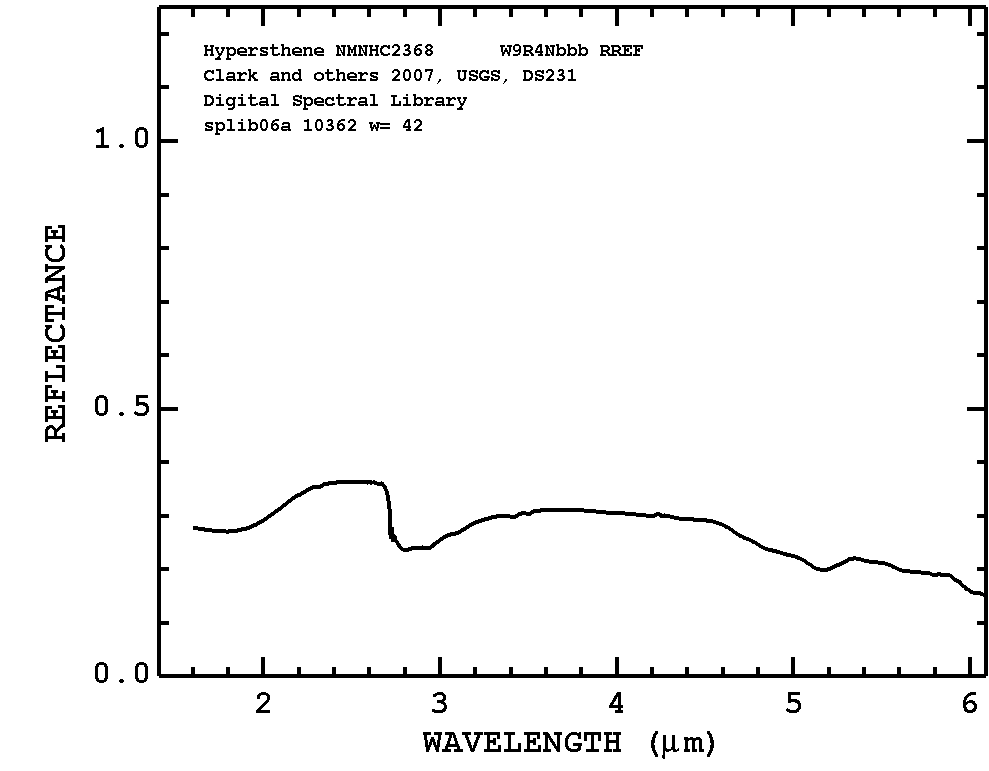 Hypersthene NMNHC2368 W9R4Nbbb RREF
Clark and others 2007, USGS, DS231
Digital Spectral Library
splib06a 10362 w= 42
1.0
0.5
0.0
REFLECTANCE
2 3 4 5 6
WAVELENGTH (μm)